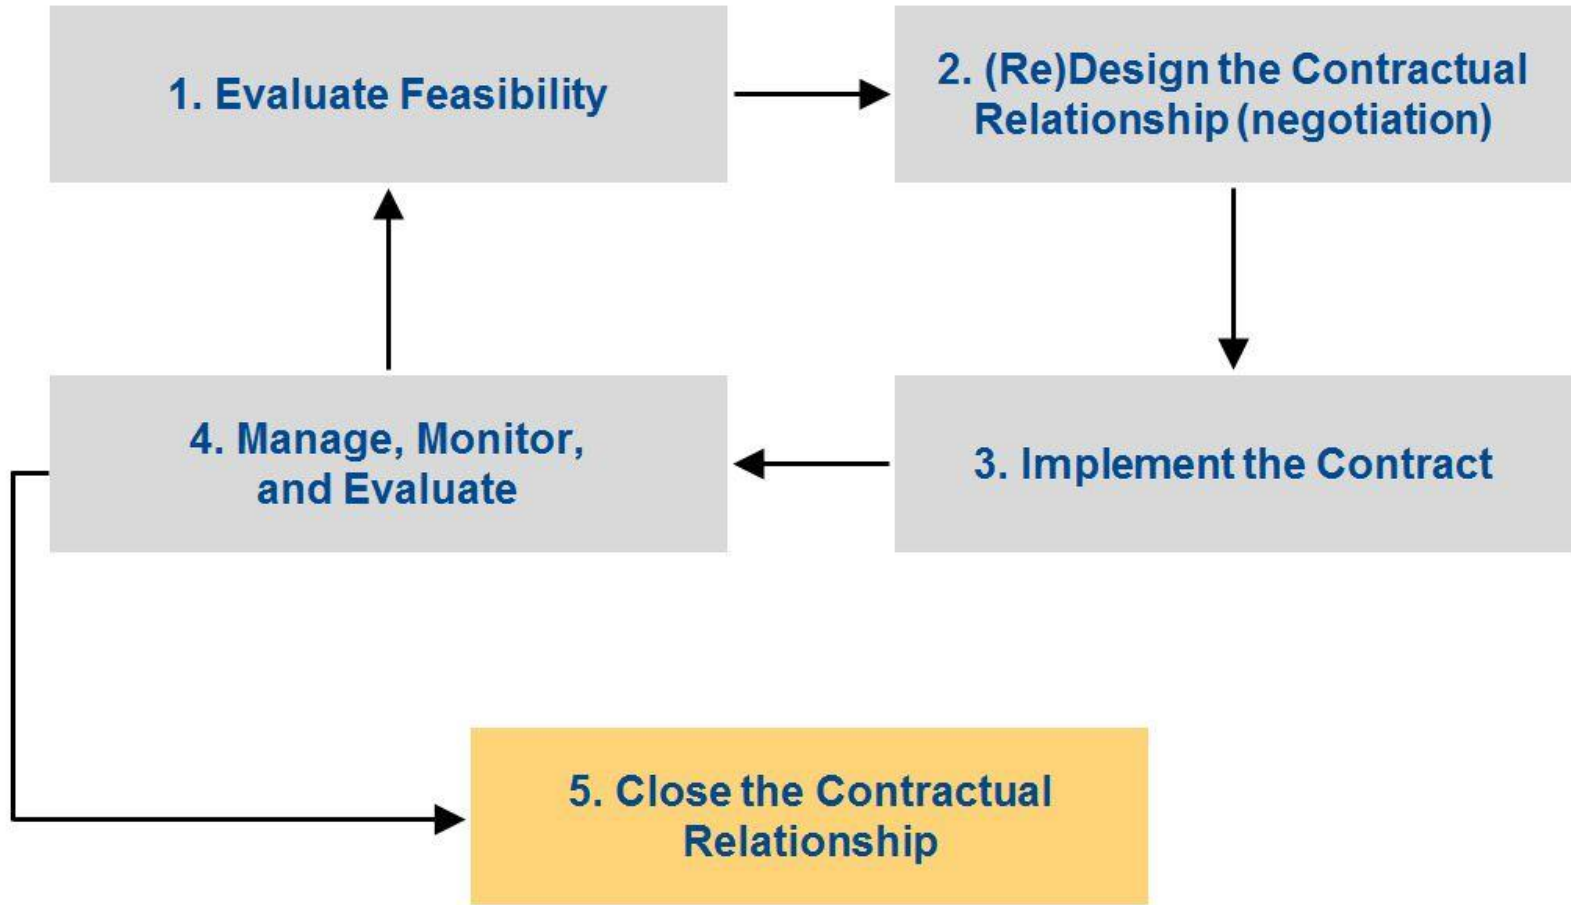 1. Evaluate Feasibility
2. (Re)Design the Contractual
Relationship (negotiation)
4. Manage, Monitor,
and Evaluate
3. Implement the Contract
5. Close the Contractual
Relationship